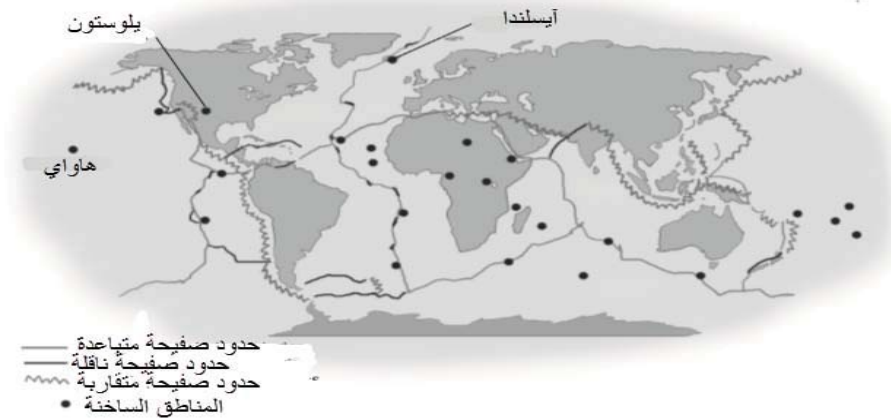 آيسلندا
يلوستون
هاواي
حدود صفيحة متباعدة
حدود صفيحة ناقلة
حدود صفيحة متقاربة
المناطق الساخنة